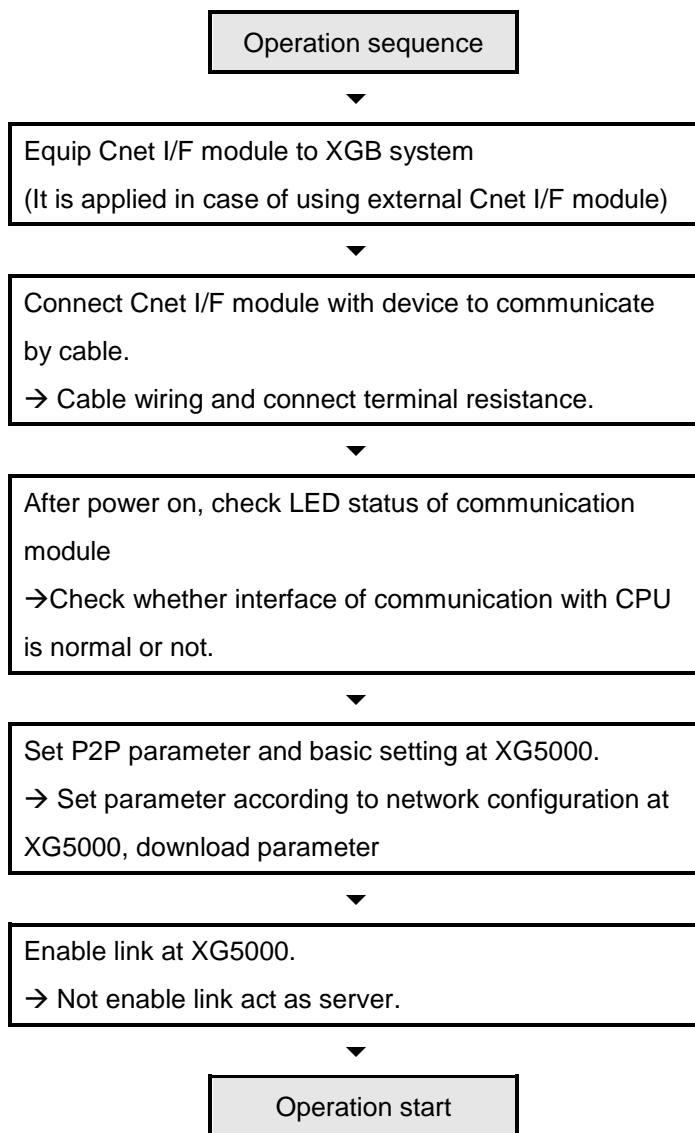 Operation sequence
Equip Cnet I/F module to XGB system
(It is applied in case of using external Cnet I/F module)
Connect Cnet I/F module with device to communicate
by cable.
→ Cable wiring and connect terminal resistance.
After power on, check LED status of communication
module
→Check whether interface of communication with CPU
is normal or not.
Set P2P parameter and basic setting at XG5000.
→ Set parameter according to network configuration at
XG5000, download parameter
Enable link at XG5000.
→ Not enable link act as server.
Operation start